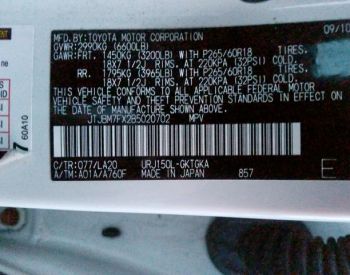 09/10
MFD.BY: TOYOTA MOTOR CORPORATION
GVWR: 2990KG (6600LB)
GAWR:FRT. 1450KG (3200LB) WITH P265/60R18 TIRES,
18X7 1/2J RIMS, AT 220KPA (32PSI) COLD
RR. 1795KG (3965LB) WITH P265/60R18 TIRES,
18X7 1/2J RIMS, AT 220KPA (32PSI) COLD
THIS VEHICLE CONFORMS TO ALL APPLICABLE
FEDERAL MOTOR VEHICLE SAFETY
STANDARDS IN EFFECT ON
THE DATE OF MANUFACTURE SHOWN ABOVE.
JTJBM7FX2B5020702 MPV
C/TR: 077/LA20 URJ150L-GKTGKA
A/TM: A01A/A760F MADE IN JAPAN 857
E
ne
60A10
7